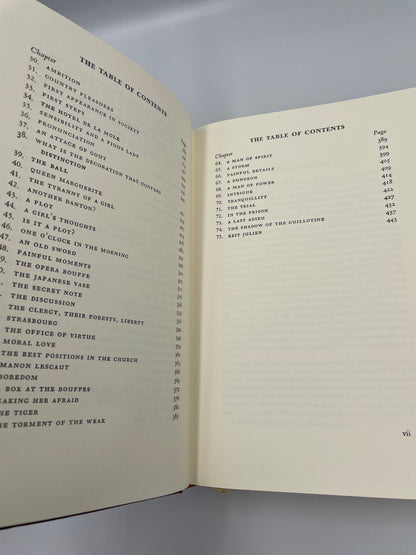 THE TABLE OF CONTENTS
Chapter
Page
30. AMBITION
31. COUNTRY PLEASURES
32. FIRST APPEARANCE IN SOCIETY
33. FIRST STEPS
34. THE HOTEL DE LA MOLE
35. SENSIBILITY AND A PIOUS LADY
36. PRONUNCIATION
37. AN ATTACK OF GOUT
38. WHAT IS THE DECORATION THAT CONFERS
DISTINCTION
39. THE BALL
40. QUEEN MARGUERITE
41. THE TYRANNY OF A GIRL
42. ANOTHER DANTON?
43. A PLOT
44. A GIRL'S THOUGHTS
45. IS IT A PLOT?
46. ONE O'CLOCK IN THE MORNING
47. AN OLD SWORD
48. PAINFUL MOMENTS
THE OPERA BOUFFE
THE JAPANESE VASE
THE SECRET NOTE
THE DISCUSSION
THE CLERGY, THEIR FORESTS, LIBERTY
STRASBOURG
THE OFFICE OF VIRTUE
MORAL LOVE
THE BEST POSITIONS IN THE CHURCH
MANON LESCAUT
BOREDOM
BOX AT THE BOUFFES
MAKING HER AFRAID
THE TIGER
THE TORMENT OF THE WEAK
THE TABLE OF CONTENTS
Chapter Page
64. A MAN OF SPIRIT 389
65. A STORM 394
66. PAINFUL DETAILS 399
67. A DUNGEON 405
68. A MAN OF POWER 414
69. INTRIGUE 418
70. TRANQUILLITY 422
71. THE TRIAL 427
72. IN THE PRISON 432
73. A LAST ADIEU 437
74. THE SHADOW OF THE GUILLOTINE 443
75. EXIT JULIEN
vii